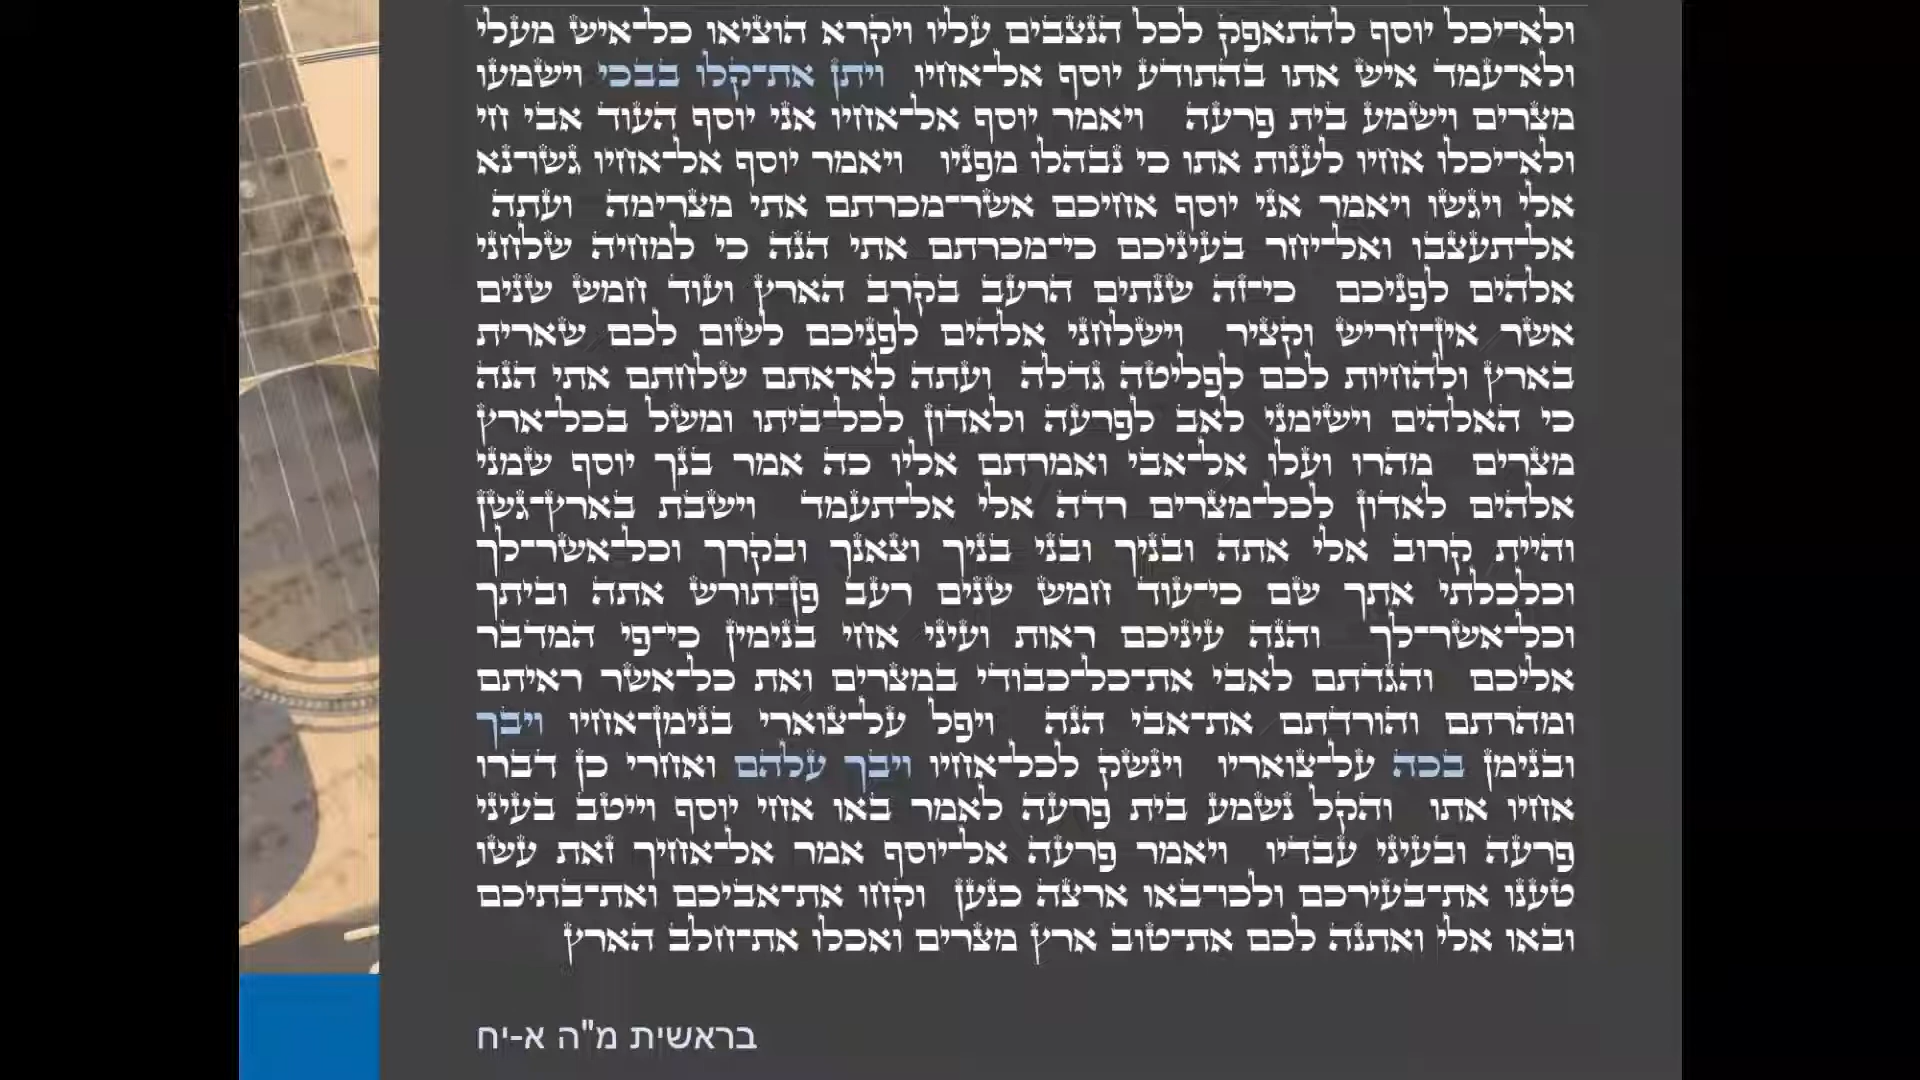 ולא־יכל יוסף להתאפק לכל הנצבים עליו ויקרא הוציאו כל־איש מעלי
ולא־עמד איש אתו בהתודע יוסף אל־אחיו ויתן את־קלו בבכי וישמעו
מצרים וישמע בית פרעה ויאמר יוסף אל־אחיו אני יוסף העוד אבי חי
ולא־יכלו אחיו לענות אתו כי נבהלו מפניו ויאמר יוסף אל־אחיו גשו־נא
אלי ויגשו ויאמר אני יוסף אחיכם אשר־מכרתם אתי מצרימה ועתה
אל־תעצבו ואל־יחר בעיניכם כי־מכרתם אתי הנה כי למחיה שלחני
אלהים לפניכם כי־זה שנתים הרעב בקרב הארץ ועוד חמש שנים
אשר אין־חריש וקציר וישלחני אלהים לפניכם לשום לכם שארית
בארץ ולהחיות לכם לפליטה גדלה ועתה לא־אתם שלחתם אתי הנה
כי האלהים וישימני לאב לפרעה ולאדון לכל־ביתו ומשל בכל־ארץ
מצרים מהרו ועלו אל־אבי ואמרתם אליו כה אמר בנך יוסף שמני
אלהים לאדון לכל־מצרים רדה אלי אל־תעמד וישבת בארץ־גשן
והיית קרוב אלי אתה ובניך ובני בניך וצאנך ובקרך וכל־אשר־לך
וכלכלתי אתך שם כי־עוד חמש שנים רעב פן־תורש אתה וביתך
וכל־אשר־לך והנה עיניכם ראות ועיני אחי בנימין כי־פי המדבר
אליכם והגדתם לאבי את־כל־כבודי במצרים ואת כל־אשר ראיתם
ומהרתם והורדתם את־אבי הנה ויפל על־צוארי בנימן־אחיו ויבך
ובנימן בכה על־צואריו וינשק לכל־אחיו ויבך עלהם ואחרי כן דברו
אחיו אתו והקל נשמע בית פרעה לאמר באו אחי יוסף וייטב בעיני
פרעה ובעיני עבדיו ויאמר פרעה אל־יוסף אמר אל־אחיך זאת עשו
טענו את־בעירכם ולכו־באו ארצה כנען וקחו את־אביכם ואת־בתיכם
ובאו אלי ואתנה לכם את־טוב ארץ מצרים ואכלו את־חלב הארץ
בראשית מ"ה א-יח